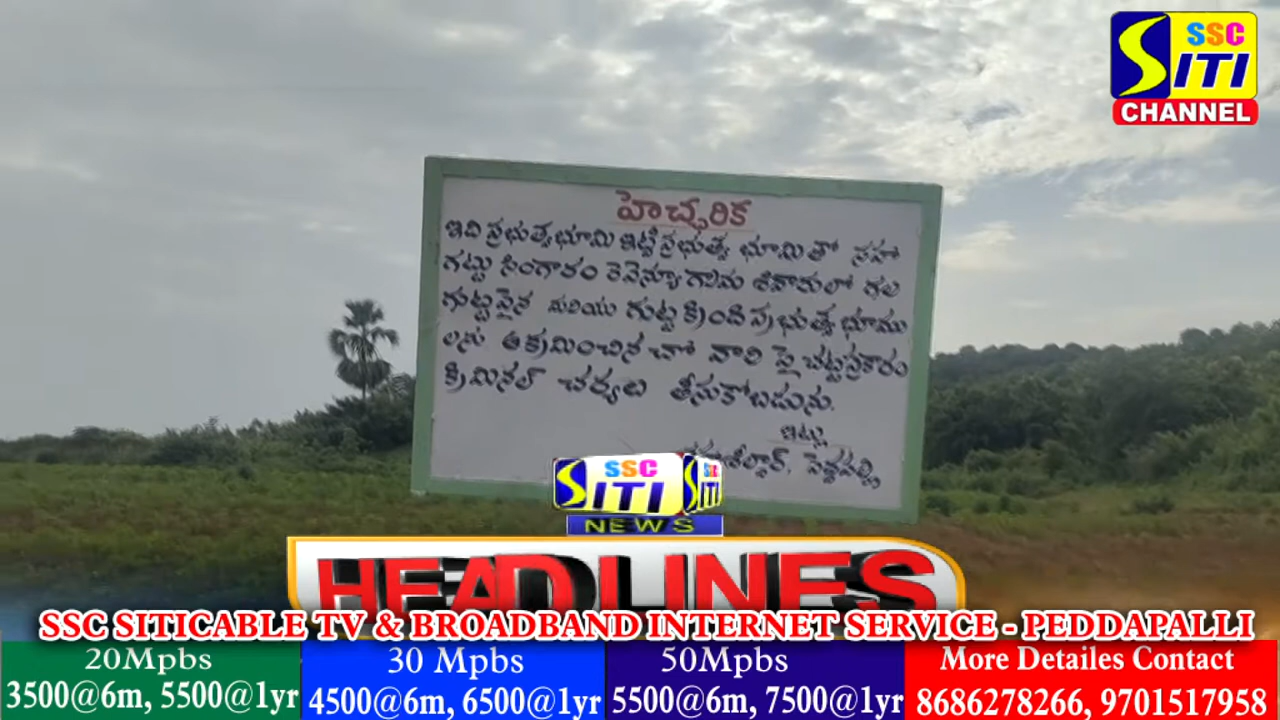 SSC
SITI
CHANNEL
హెచ్చరిక
ఇది ప్రభుత్వ భూమి ఇట్టి ప్రభుత్వ భూమి తో సహా
గట్టు సింగారం రెవెన్యూ గ్రామ శివారులో గల
గుట్టపైన మరియు గుట్ట క్రింది ప్రభుత్వ భూము
లను ఆక్రమించిన చో వారి పై చట్టప్రకారం
క్రిమినల్ చర్యలు తీసుకోబడును.
ఇట్లు
పెద్దపల్లి
SSC
SITI
SSC
SITI
NEWS
HEADLINES
SSC SITICABLE TV & BROADBAND INTERNET SERVICE - PEDDAPALLI
20Mpbs
3500@6m, 5500@1yr
30 Mpbs
4500@6m, 6500@1yr
50Mpbs
5500@6m, 7500@1yr
More Detailes Contact
8686278266, 9701517958